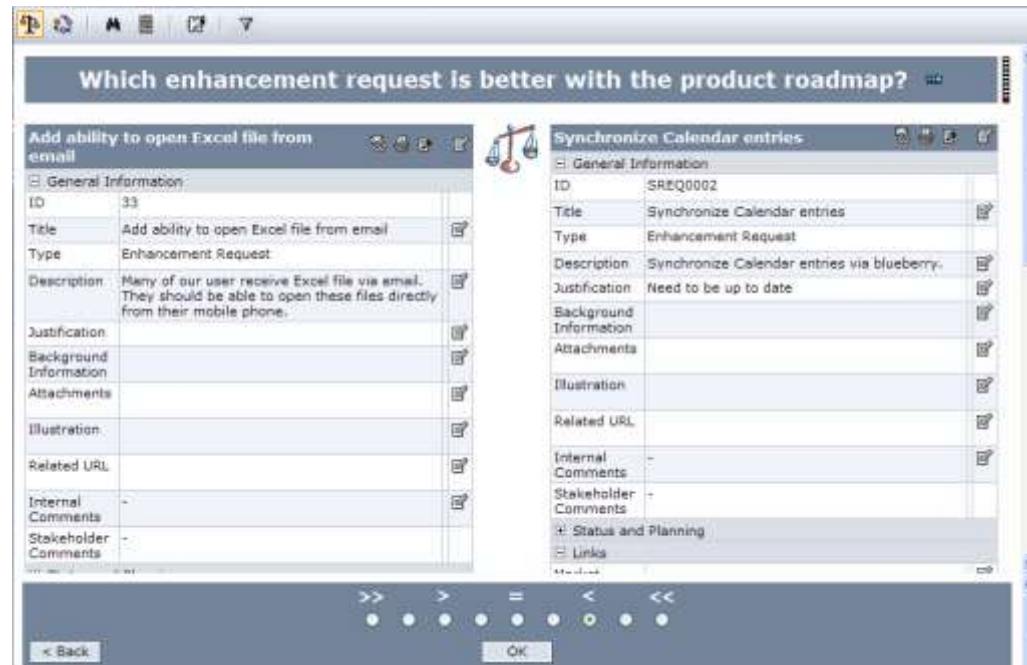 Which enhancement request is better with the product roadmap?
Add ability to open Excel file from
email
General Information
ID 33
Title Add ability to open Excel file from email
Type Enhancement Request
Description Many of our user receive Excel file via email.
They should be able to open these files directly
from their mobile phone.
Justification
Background
Information
Attachments
Illustration
Related URL
Internal -
Comments
Stakeholder -
Comments
Synchronize Calendar entries
General Information
ID SREQ0002
Title Synchronize Calendar entries
Type Enhancement Request
Description Synchronize Calendar entries via blueberry.
Justification Need to be up to date
Background
Information
Attachments
Illustration
Related URL
Internal -
Comments
Stakeholder -
Comments
Status and Planning
Links
>> > = < <<
< Back OK